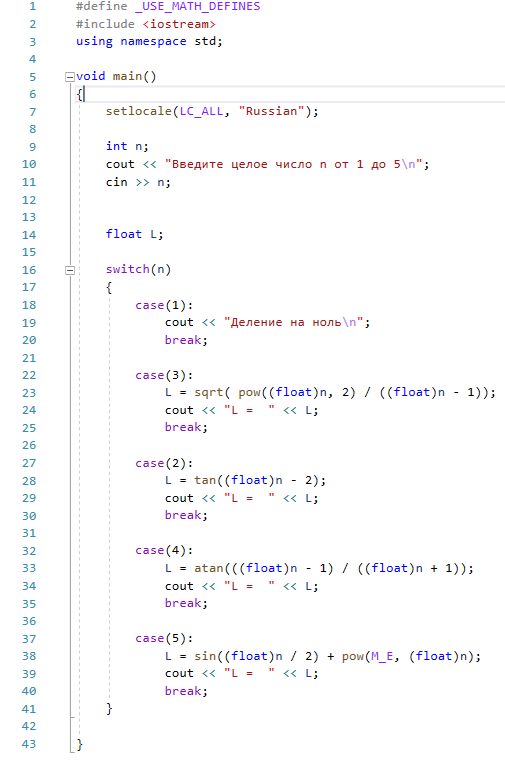 1 #define _USE_MATH_DEFINES
2 #include <iostream>
3 using namespace std;
4
5 void main()
6 {
7 setlocale(LC_ALL, "Russian");
8
9 int n;
10 cout << "Введите целое число n от 1 до 5\n";
11 cin >> n;
12
13
14 float L;
15
16 switch(n)
17 {
18 case(1):
19 cout << "Деление на ноль\n";
20 break;
21
22 case(3):
23 L = sqrt( pow((float)n, 2) / ((float)n - 1));
24 cout << "L =  " << L;
25 break;
26
27 case(2):
28 L = tan((float)n - 2);
29 cout << "L =  " << L;
30 break;
31
32 case(4):
33 L = atan(((float)n - 1) / ((float)n + 1));
34 cout << "L =  " << L;
35 break;
36
37 case(5):
38 L = sin((float)n / 2) + pow(M_E, (float)n);
39 cout << "L =  " << L;
40 break;
41 }
42
43 }